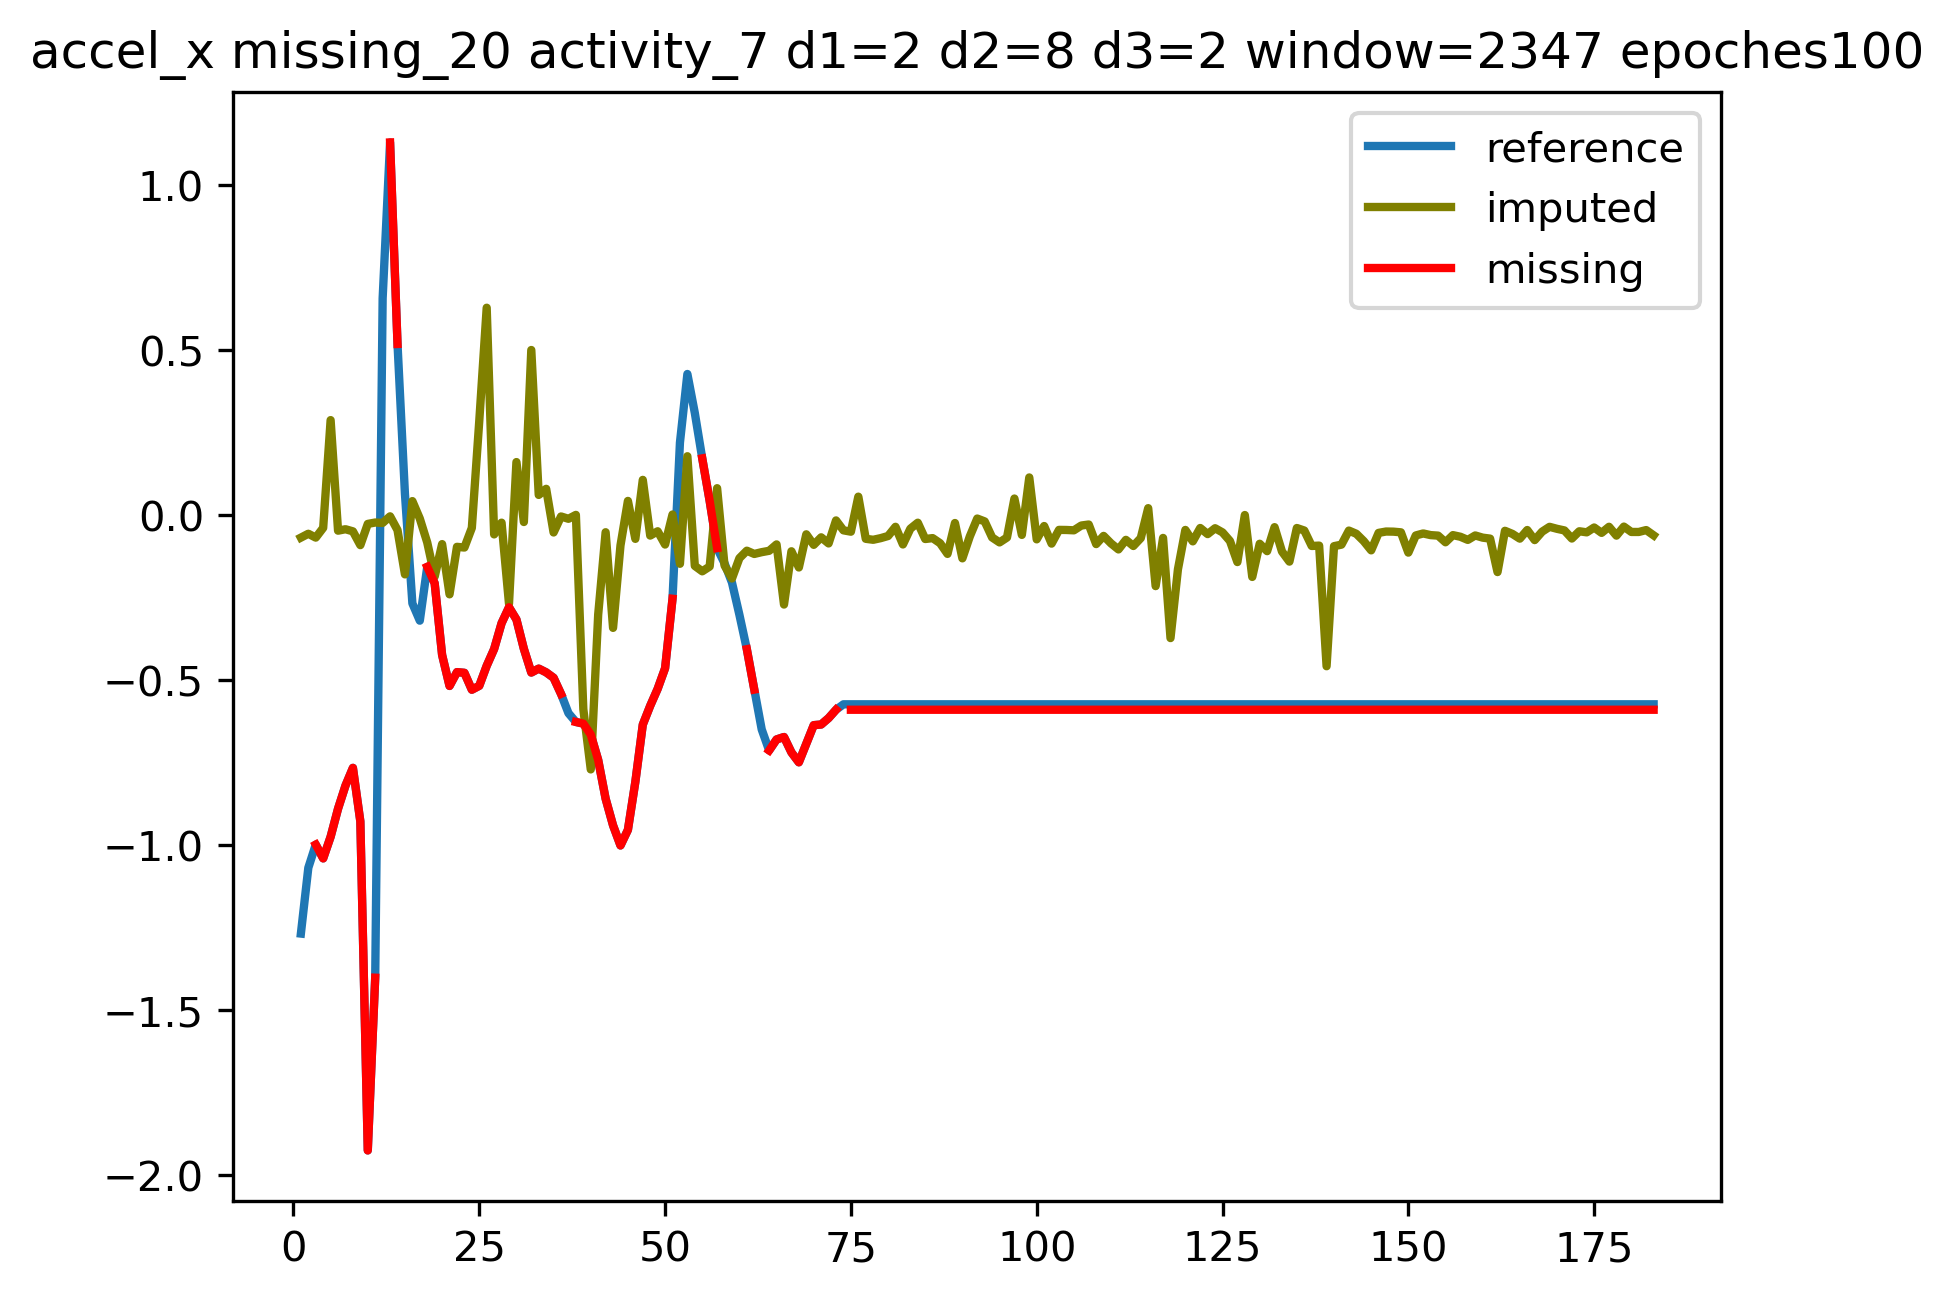 accel_x missing_20 activity_7 d1=2 d2=8 d3=2 window=2347 epoches100
reference
imputed
missing
1.0
0.5
0.0
−0.5
−1.0
−1.5
−2.0
0 25 50 75 100 125 150 175